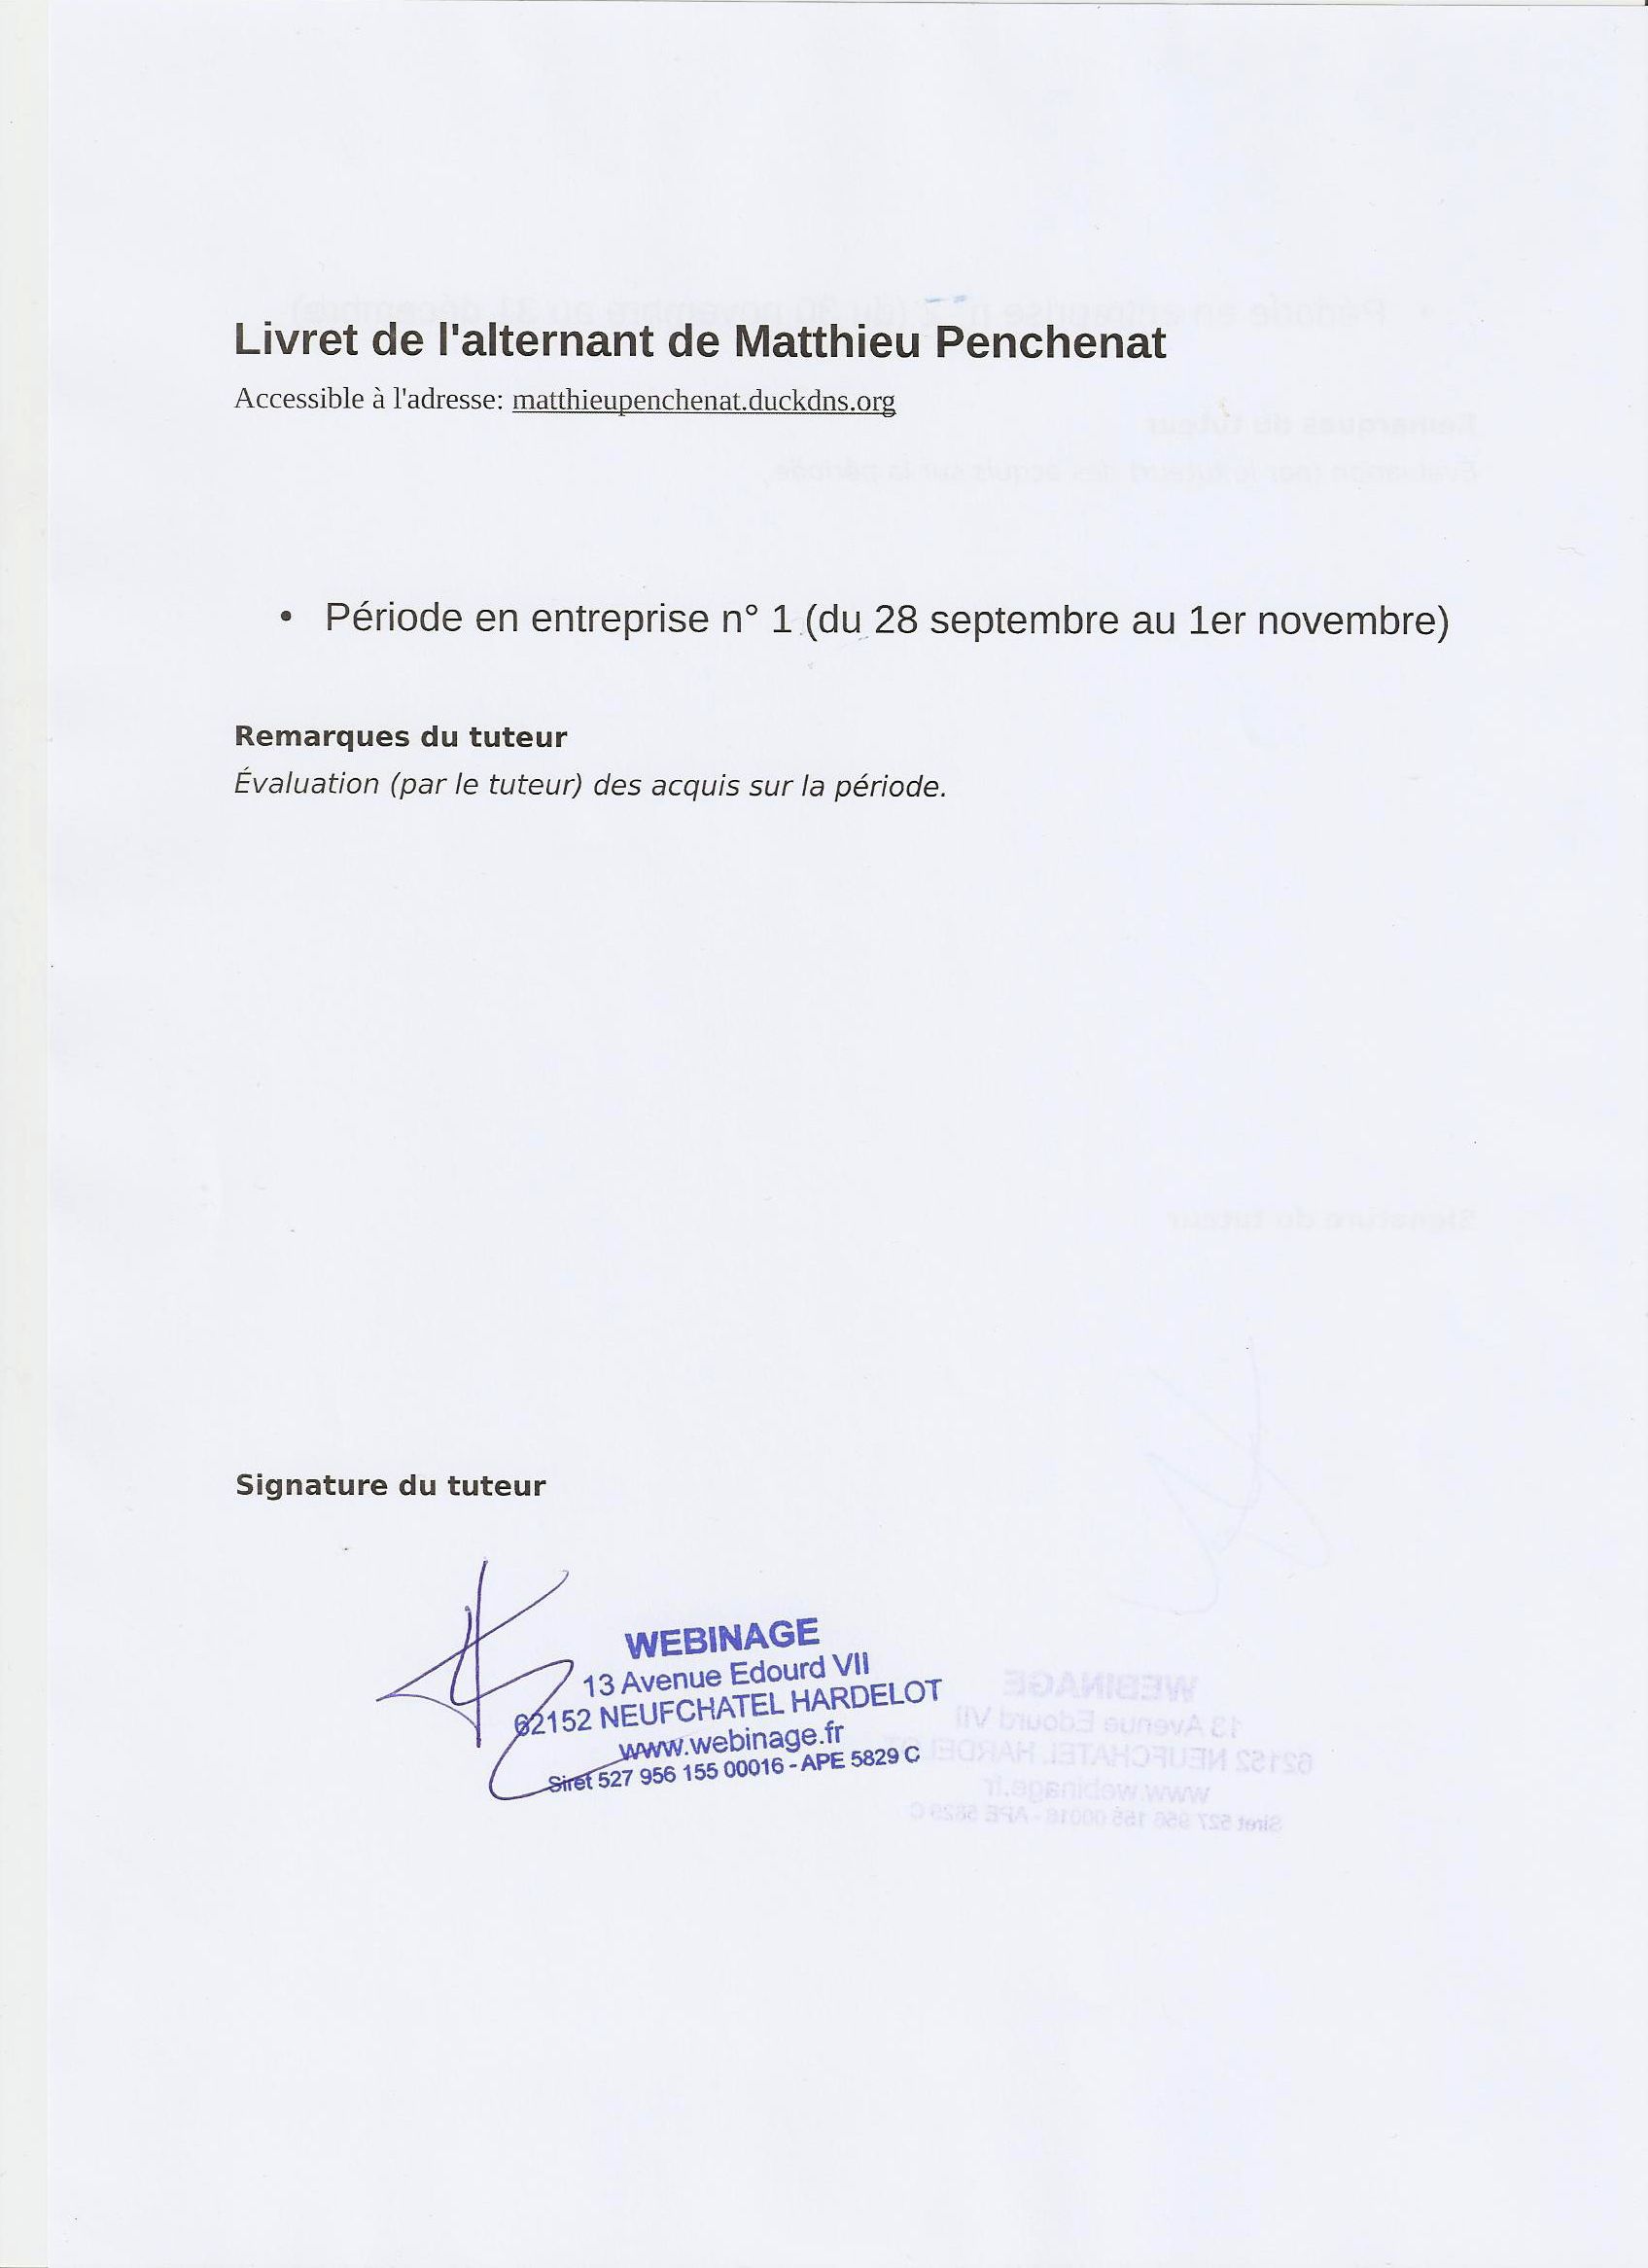 Livret de l'alternant de Matthieu Penchenat
Accessible à l'adresse: matthieupenchenat.duckdns.org
• Période en entreprise n° 1 (du 28 septembre au 1er novembre)
Remarques du tuteur
Évaluation (par le tuteur) des acquis sur la période.
Signature du tuteur
WEBINAGE
13 Avenue Edourd VII
62152 NEUFCHATEL HARDELOT
www.webinage.fr
Siret 527 956 155 00016 - APE 5829 C